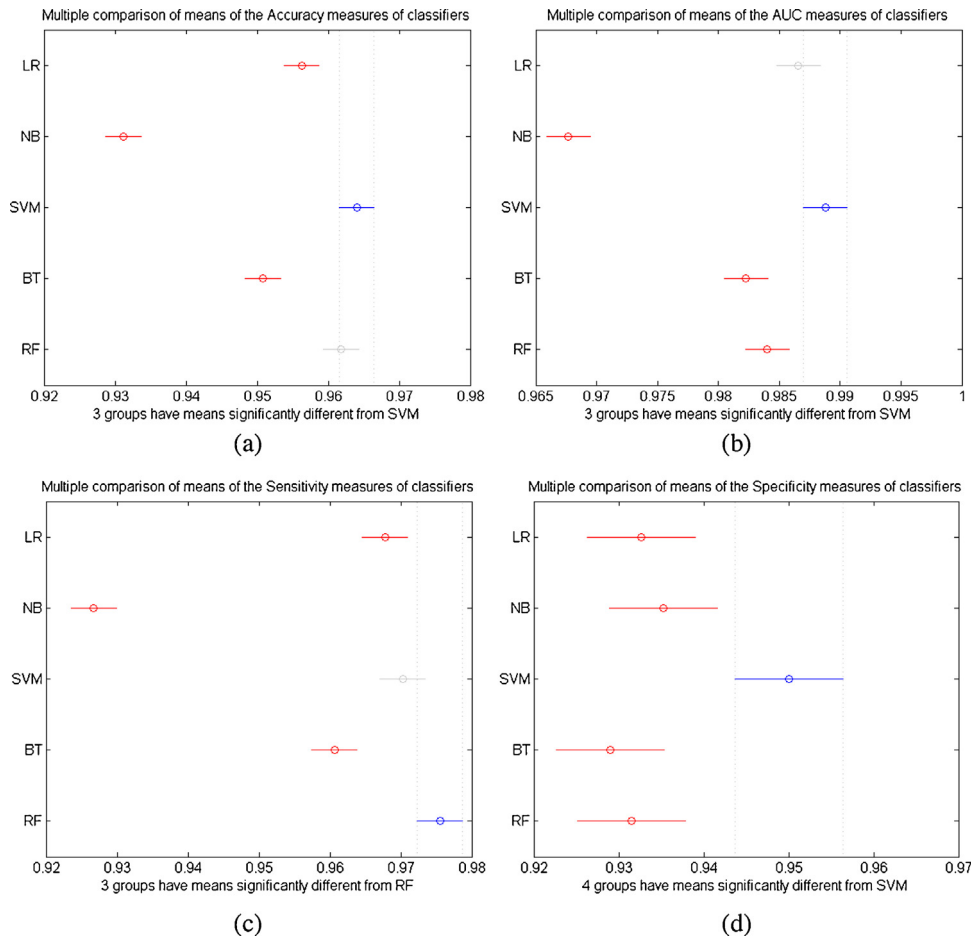 Multiple comparison of means of the Accuracy measures of classifiers
LR
NB
SVM
BT
RF
0.92 0.93 0.94 0.95 0.96 0.97 0.98
3 groups have means significantly different from SVM
(a)
Multiple comparison of means of the AUC measures of classifiers
LR
NB
SVM
BT
RF
0.965 0.97 0.975 0.98 0.985 0.99 0.995 1
3 groups have means significantly different from SVM
(b)
Multiple comparison of means of the Sensitivity measures of classifiers
LR
NB
SVM
BT
RF
0.92 0.93 0.94 0.95 0.96 0.97 0.98
3 groups have means significantly different from RF
(c)
Multiple comparison of means of the Specificity measures of classifiers
LR
NB
SVM
BT
RF
0.92 0.93 0.94 0.95 0.96 0.97
4 groups have means significantly different from SVM
(d)